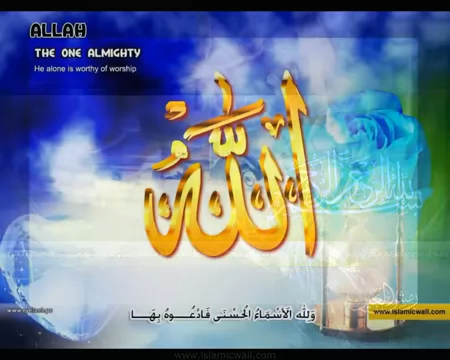 ALLAH
THE ONE ALMIGHTY
He alone is worthy of worship
الله
وَلِلَّهِ الْأَسْمَاءُ الْحُسْنَى فَادْعُوهُ بِهَا
www.islamicwall.com
www.islamicwall.com